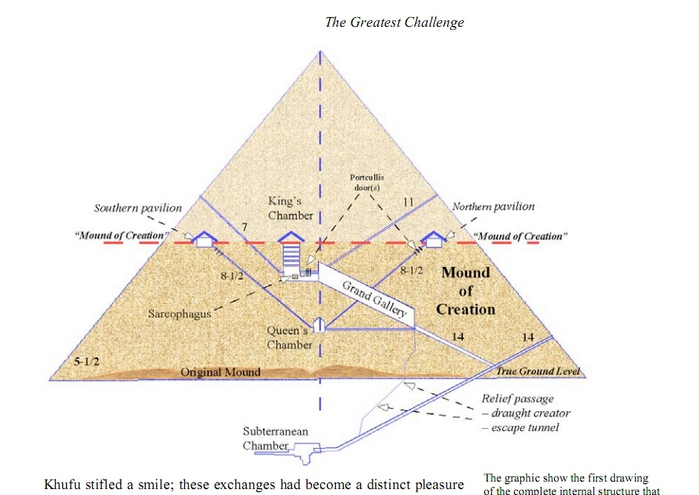 The Greatest Challenge
Portcullis
door(s)
King's
Chamber
11
Southern pavilion
Northern pavilion
7
"Mound of Creation"
"Mound of Creation"
8-1/2
8-1/2
Mound
of
Creation
Grand Gallery
Sarcophagus
Queen's
Chamber
14
14
5-1/2
Original Mound
True Ground Level
Relief passage
– draught creator
– escape tunnel
Subterranean
Chamber
Khufu stifled a smile; these exchanges had become a distinct pleasure
The graphic show the first drawing
of the complete internal structure that